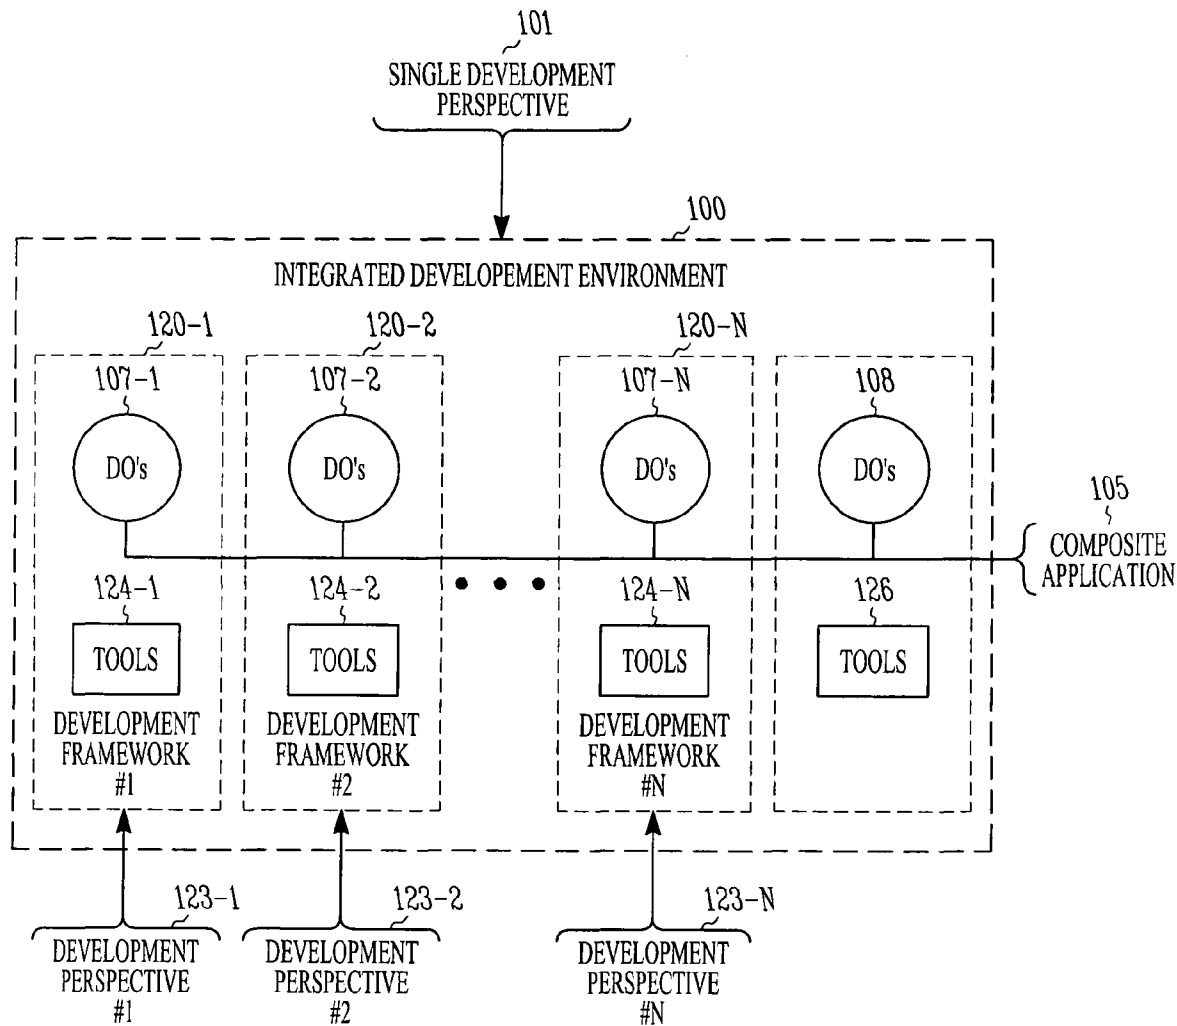 101
SINGLE DEVELOPMENT
PERSPECTIVE
100
INTEGRATED DEVELOPEMENT ENVIRONMENT
120-1 120-2 120-N
107-1 107-2 107-N 108
DO's DO's DO's DO's
105
COMPOSITE
APPLICATION
124-1 124-2 124-N 126
TOOLS TOOLS TOOLS TOOLS
DEVELOPMENT
FRAMEWORK
#1
DEVELOPMENT
FRAMEWORK
#2
DEVELOPMENT
FRAMEWORK
#N
123-1 123-2 123-N
DEVELOPMENT
PERSPECTIVE
#1
DEVELOPMENT
PERSPECTIVE
#2
DEVELOPMENT
PERSPECTIVE
#N